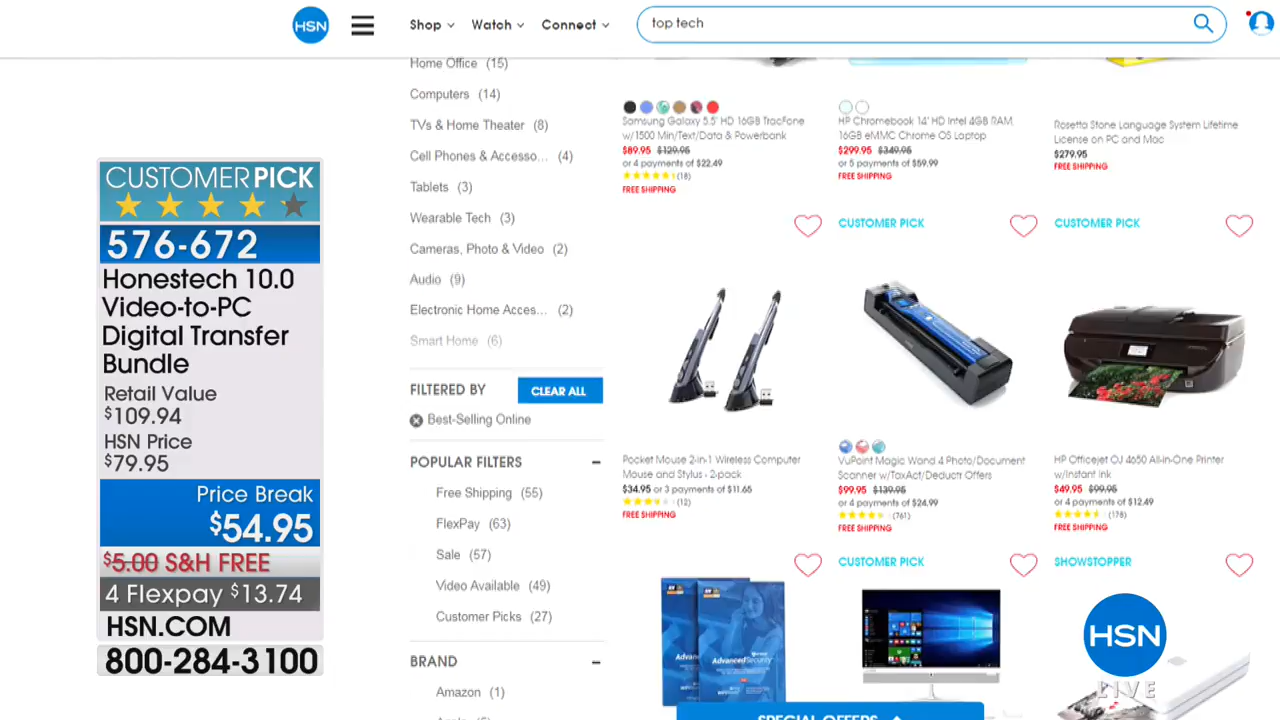 HSN
Shop
Watch
Connect
top tech
CUSTOMER PICK
576-672
Honestech 10.0
Video-to-PC
Digital Transfer
Bundle
Retail Value
$109.94
HSN Price
$79.95
Price Break
$54.95
$5.00 S&H FREE
4 Flexpay $13.74
HSN.COM
800-284-3100
Home Office (15)
Computers (14)
TVs & Home Theater (8)
Cell Phones & Accesso... (4)
Tablets (3)
Wearable Tech (3)
Cameras, Photo & Video (2)
Audio (9)
Electronic Home Acces... (2)
Smart Home (6)
FILTERED BY
CLEAR ALL
Best-Selling Online
POPULAR FILTERS
Free Shipping (55)
FlexPay (63)
Sale (57)
Video Available (49)
Customer Picks (27)
BRAND
Amazon (1)
Samsung Galaxy 5.5" HD 16GB TracFone
w/1500 Min/Text/Data & Powerbank
$89.95 $129.95
or 4 payments of $22.49
(18)
FREE SHIPPING
HP Chromebook 14" HD Intel 4GB RAM,
16GB eMMC Chrome OS Laptop
$299.95 $349.95
or 5 payments of $59.99
FREE SHIPPING
Rosetta Stone Language System Lifetime
License on PC and Mac
$279.95
FREE SHIPPING
CUSTOMER PICK
CUSTOMER PICK
Pocket Mouse 2-in-1 Wireless Computer
Mouse and Stylus - 2-pack
$34.95 or 3 payments of $11.65
(12)
FREE SHIPPING
VuPoint Magic Wand 4 Photo/Document
Scanner w/TaxAct/Deductr Offers
$99.95 $139.95
or 4 payments of $24.99
(761)
FREE SHIPPING
HP Officejet OJ 4650 All-in-One Printer
w/Instant Ink
$49.95 $99.95
or 4 payments of $12.49
(178)
FREE SHIPPING
CUSTOMER PICK
SHOWSTOPPER
AdvancedSecurity
HSN
LIVE
SPECIAL OFFERS